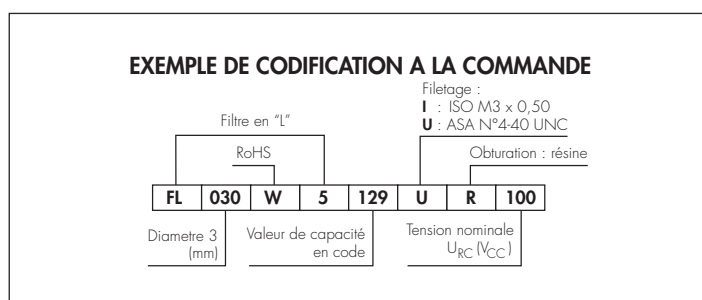 EXEMPLE DE CODIFICATION A LA COMMANDE
Filetage :
I : ISO M3 x 0,50
U : ASA N°4-40 UNC
Filtre en "L"
RoHS
Obturation : résine
FL 030 W 5 129 U R 100
Diametre 3
(mm)
Valeur de capacité
en code
Tension nominale
URC (VCC)